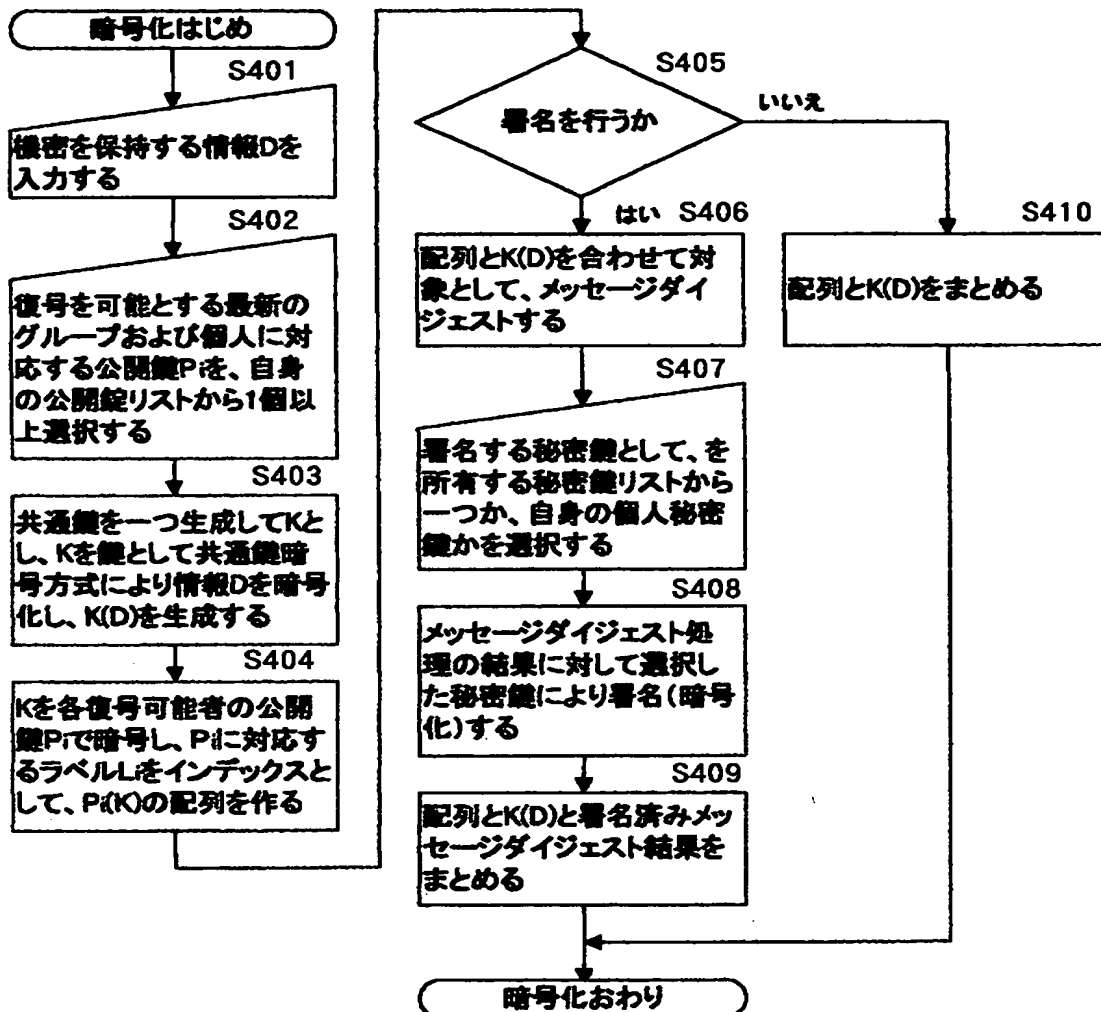 暗号化はじめ
S401
機密を保持する情報Dを
入力する
S402
復号を可能とする最新の
グループおよび個人に対
応する公開鍵Piを、自身
の公開錠リストから1個以
上選択する
S403
共通鍵を一つ生成してKと
し、Kを鍵として共通鍵暗
号方式により情報Dを暗号
化し、K(D)を生成する
S404
Kを各復号可能者の公開
鍵Piで暗号し、Piに対応す
るラベルLiをインデックスと
して、Pi(K)の配列を作る
S405
署名を行うか
いいえ
はい
S406
配列とK(D)を合わせて対
象として、メッセージダイ
ジェストする
S407
署名する秘密鍵として、を
所有する秘密鍵リストから
一つか、自身の個人秘密
鍵かを選択する
S408
メッセージダイジェスト処
理の結果に対して選択し
た秘密鍵により署名(暗号
化)する
S409
配列とK(D)と署名済みメッ
セージダイジェスト結果を
まとめる
S410
配列とK(D)をまとめる
暗号化おわり